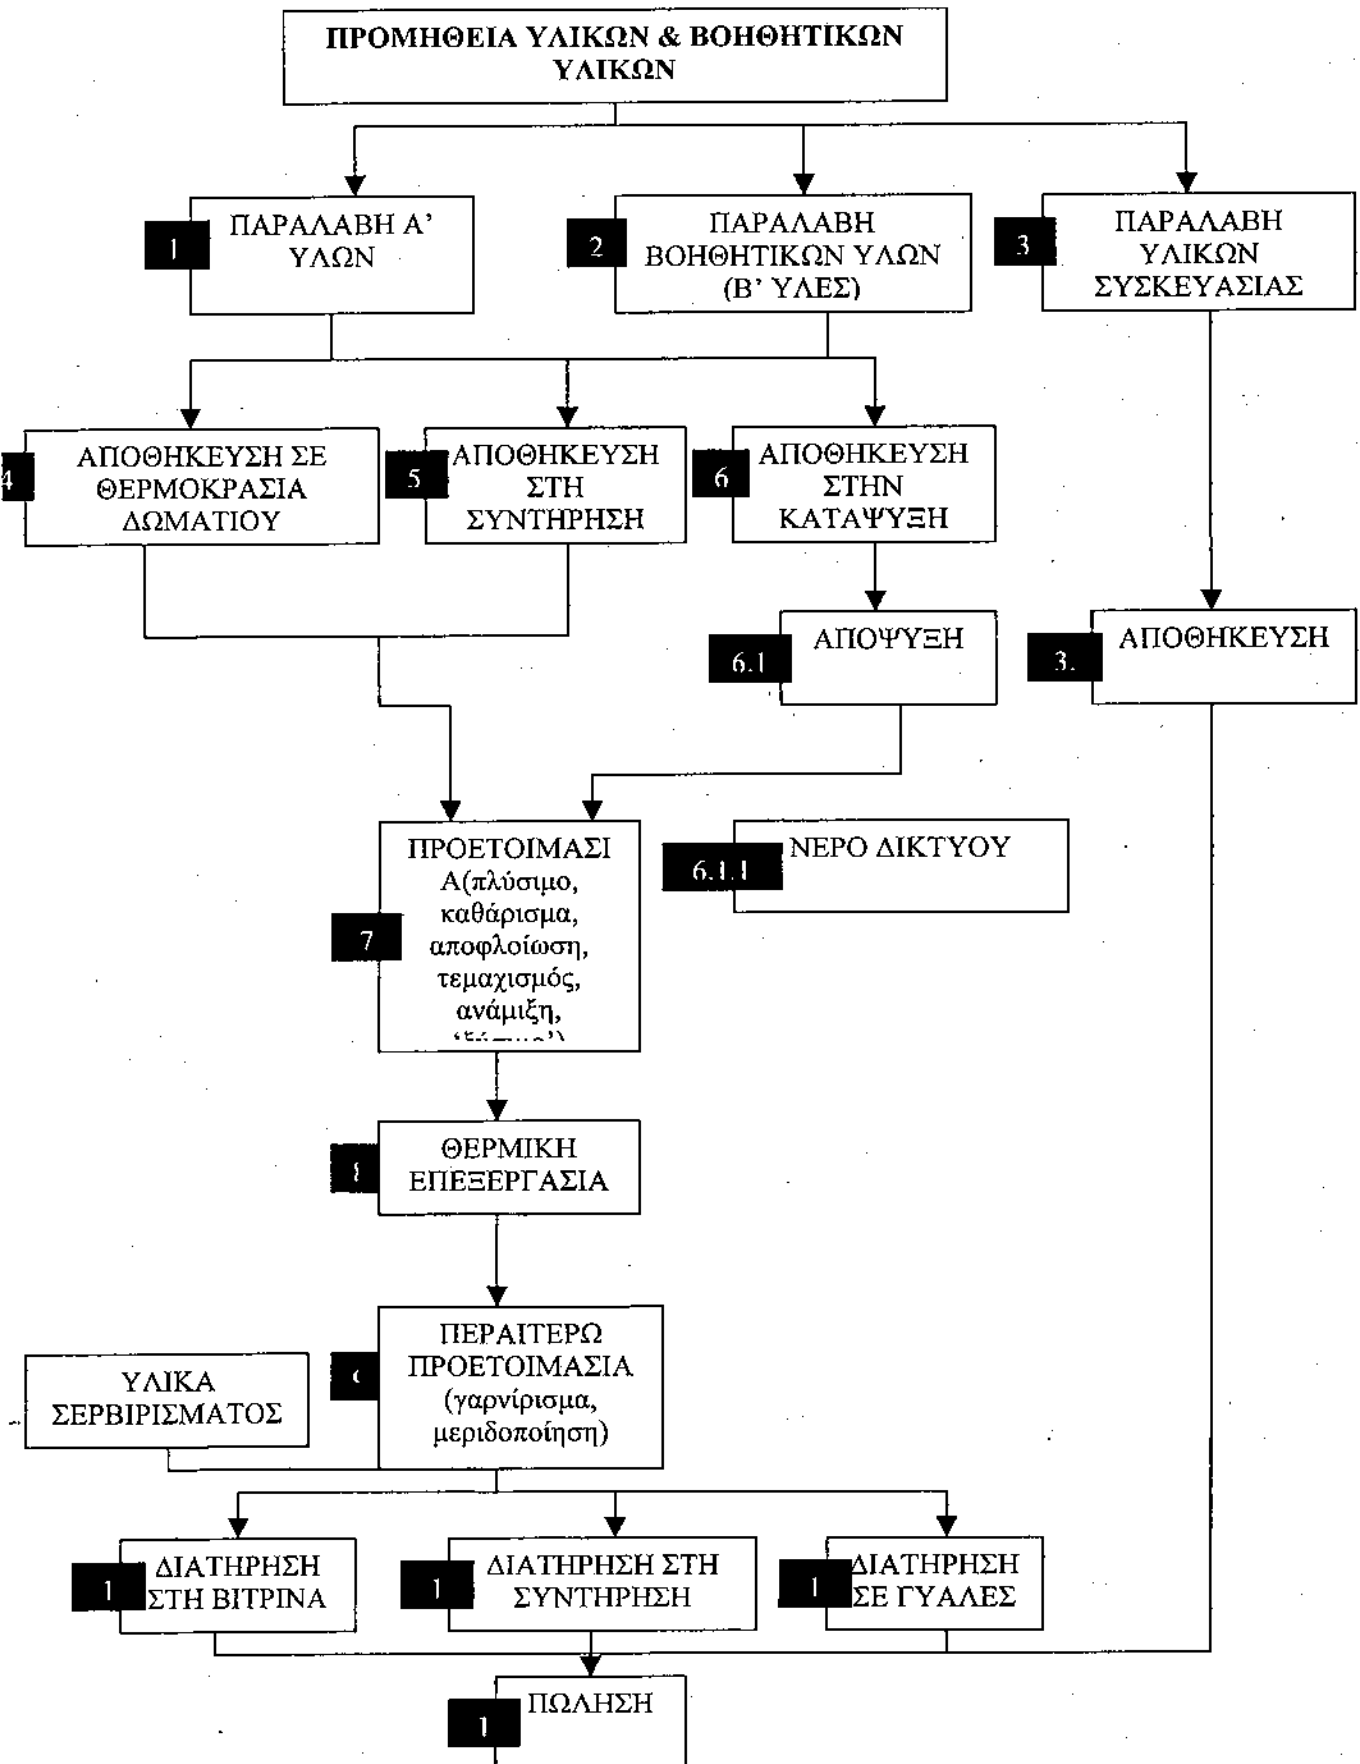 ΠΡΟΜΗΘΕΙΑ ΥΛΙΚΩΝ & ΒΟΗΘΗΤΙΚΩΝ
ΥΛΙΚΩΝ
1
ΠΑΡΑΛΑΒΗ Α’
ΥΛΩΝ
2
ΠΑΡΑΛΑΒΗ
ΒΟΗΘΗΤΙΚΩΝ ΥΛΩΝ
(Β’ ΥΛΕΣ)
3
ΠΑΡΑΛΑΒΗ
ΥΛΙΚΩΝ
ΣΥΣΚΕΥΑΣΙΑΣ
4
ΑΠΟΘΗΚΕΥΣΗ ΣΕ
ΘΕΡΜΟΚΡΑΣΙΑ
ΔΩΜΑΤΙΟΥ
5
ΑΠΟΘΗΚΕΥΣΗ
ΣΤΗ
ΣΥΝΤΗΡΗΣΗ
6
ΑΠΟΘΗΚΕΥΣΗ
ΣΤΗΝ
ΚΑΤΑΨΥΞΗ
6.1
ΑΠΟΨΥΞΗ
3.
ΑΠΟΘΗΚΕΥΣΗ
7
ΠΡΟΕΤΟΙΜΑΣΙ
Α(πλύσιμο,
καθάρισμα,
αποφλοίωση,
τεμαχισμός,
ανάμιξη,
6.1.1
ΝΕΡΟ ΔΙΚΤΥΟΥ
ΘΕΡΜΙΚΗ
ΕΠΕΞΕΡΓΑΣΙΑ
ΠΕΡΑΙΤΕΡΩ
ΠΡΟΕΤΟΙΜΑΣΙΑ
(γαρνίρισμα,
μεριδοποίηση)
ΥΛΙΚΑ
ΣΕΡΒΙΡΙΣΜΑΤΟΣ
1
ΔΙΑΤΗΡΗΣΗ
ΣΤΗ ΒΙΤΡΙΝΑ
1
ΔΙΑΤΗΡΗΣΗ ΣΤΗ
ΣΥΝΤΗΡΗΣΗ
1
ΔΙΑΤΗΡΗΣΗ
ΣΕ ΓΥΑΛΕΣ
1
ΠΩΛΗΣΗ